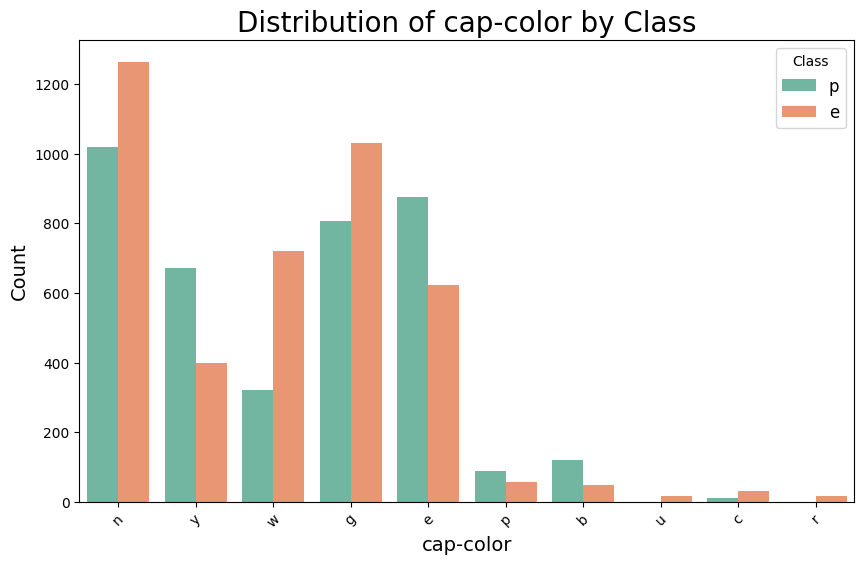 Distribution of cap-color by Class
Class
p
e
1200
1000
800
600
400
200
0
Count
n y w g e p b u c r
cap-color